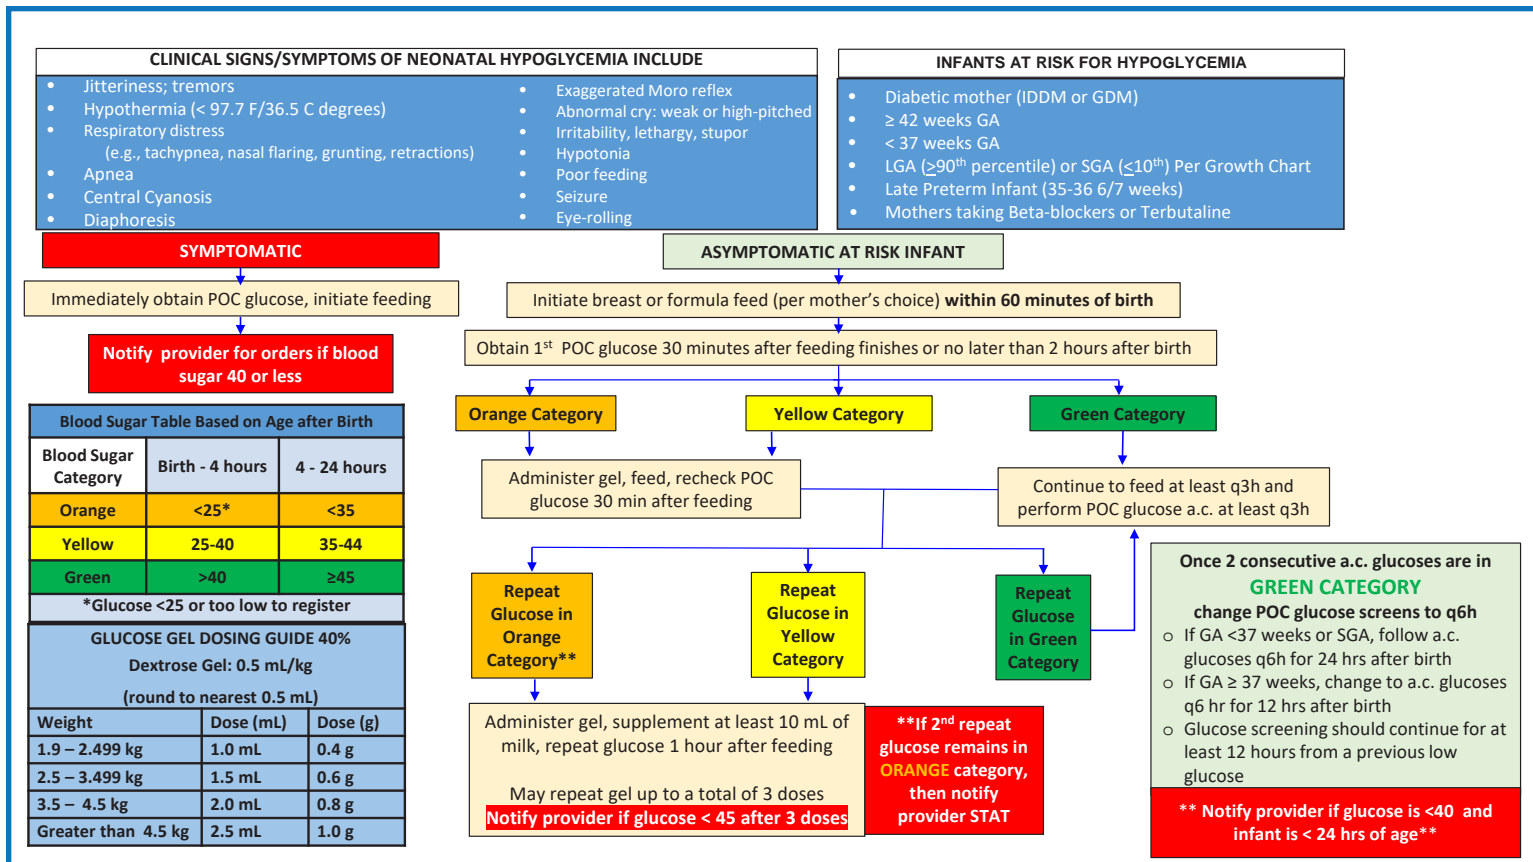 CLINICAL SIGNS/SYMPTOMS OF NEONATAL HYPOGLYCEMIA INCLUDE
• Jitteriness; tremors
• Hypothermia (< 97.7 F/36.5 C degrees)
• Respiratory distress
(e.g., tachypnea, nasal flaring, grunting, retractions)
• Apnea
• Central Cyanosis
• Diaphoresis
• Exaggerated Moro reflex
• Abnormal cry: weak or high-pitched
• Irritability, lethargy, stupor
• Hypotonia
• Poor feeding
• Seizure
• Eye-rolling
INFANTS AT RISK FOR HYPOGLYCEMIA
• Diabetic mother (IDDM or GDM)
• ≥ 42 weeks GA
• < 37 weeks GA
• LGA (≥90th percentile) or SGA (≤10th) Per Growth Chart
• Late Preterm Infant (35-36 6/7 weeks)
• Mothers taking Beta-blockers or Terbutaline
SYMPTOMATIC
Immediately obtain POC glucose, initiate feeding
Notify provider for orders if blood
sugar 40 or less
ASYMPTOMATIC AT RISK INFANT
Initiate breast or formula feed (per mother's choice) within 60 minutes of birth
Obtain 1st POC glucose 30 minutes after feeding finishes or no later than 2 hours after birth
Orange Category
Yellow Category
Green Category
Administer gel, feed, recheck POC
glucose 30 min after feeding
Continue to feed at least q3h and
perform POC glucose a.c. at least q3h
Repeat
Glucose in
Orange
Category**
Repeat
Glucose in
Yellow
Category
Repeat
Glucose
in Green
Category
Administer gel, supplement at least 10 mL of
milk, repeat glucose 1 hour after feeding
May repeat gel up to a total of 3 doses
Notify provider if glucose < 45 after 3 doses
**If 2nd repeat
glucose remains in
ORANGE category,
then notify
provider STAT
Blood Sugar Table Based on Age after Birth
Blood Sugar
Category
Birth - 4 hours
4 - 24 hours
Orange <25* <35
Yellow 25-40 35-44
Green >40 ≥45
*Glucose <25 or too low to register
GLUCOSE GEL DOSING GUIDE 40%
Dextrose Gel: 0.5 mL/kg
(round to nearest 0.5 mL)
Weight Dose (mL) Dose (g)
1.9 – 2.499 kg 1.0 mL 0.4 g
2.5 – 3.499 kg 1.5 mL 0.6 g
3.5 – 4.5 kg 2.0 mL 0.8 g
Greater than 4.5 kg 2.5 mL 1.0 g
Once 2 consecutive a.c. glucoses are in
GREEN CATEGORY
change POC glucose screens to q6h
o If GA <37 weeks or SGA, follow a.c.
glucoses q6h for 24 hrs after birth
o If GA ≥ 37 weeks, change to a.c. glucoses
q6 hr for 12 hrs after birth
o Glucose screening should continue for at
least 12 hours from a previous low
glucose
** Notify provider if glucose is <40 and
infant is < 24 hrs of age**